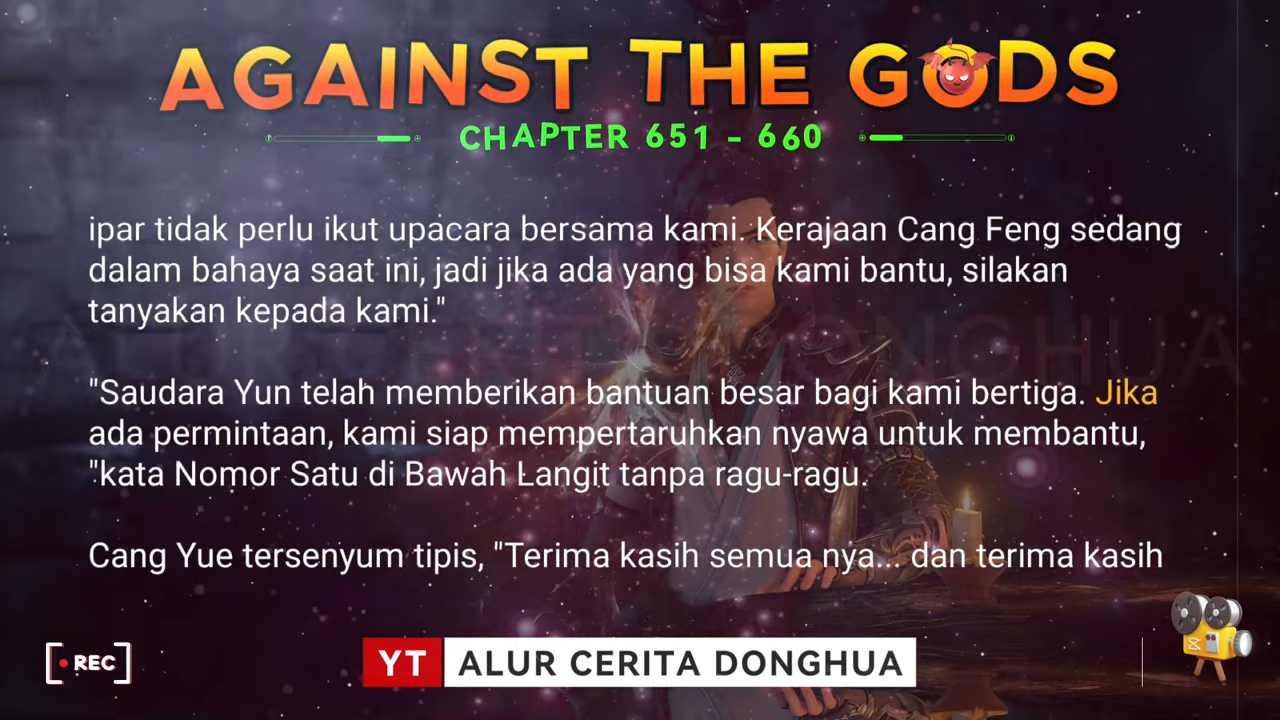 AGAINST THE GODS
CHAPTER 651 - 660
ipar tidak perlu ikut upacara bersama kami. Kerajaan Cang Feng sedang
dalam bahaya saat ini, jadi jika ada yang bisa kami bantu, silakan
tanyakan kepada kami."
"Saudara Yun telah memberikan bantuan besar bagi kami bertiga. Jika
ada permintaan, kami siap mempertaruhkan nyawa untuk membantu,
"kata Nomor Satu di Bawah Langit tanpa ragu-ragu.
Cang Yue tersenyum tipis, "Terima kasih semua nya... dan terima kasih
REC
YT ALUR CERITA DONGHUA